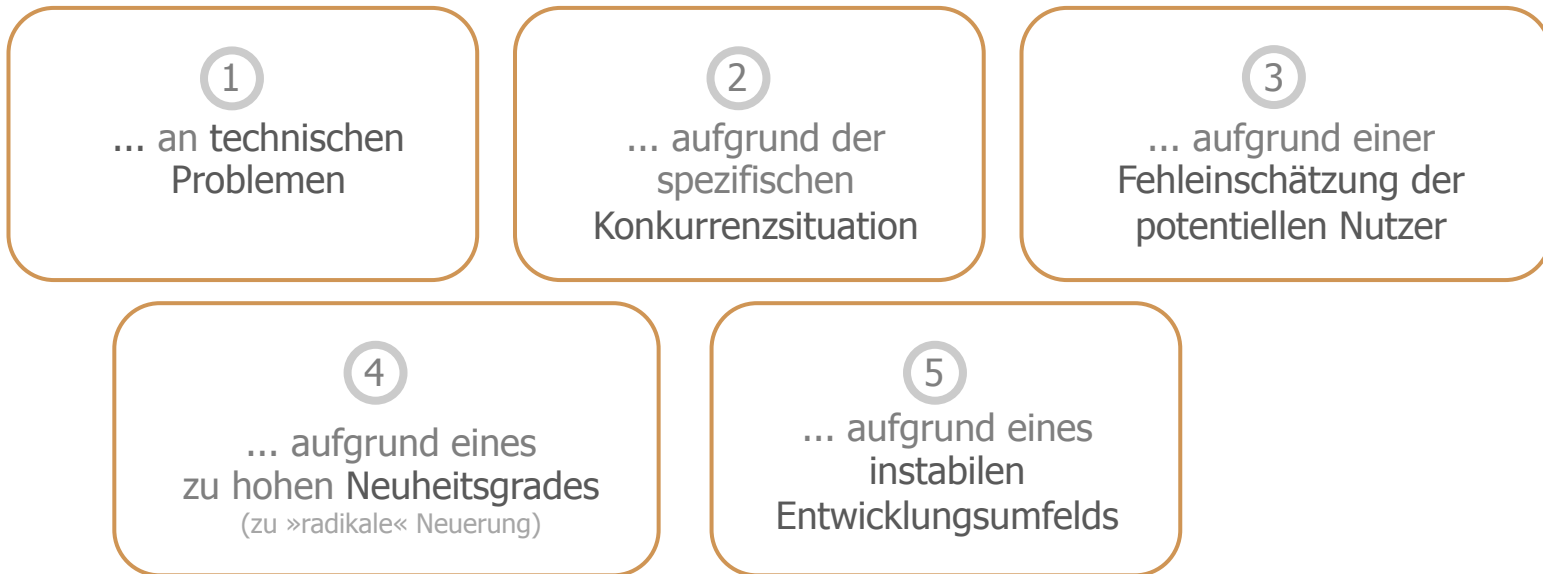 1
... an technischen
Problemen
2
... aufgrund der
spezifischen
Konkurrenzsituation
3
... aufgrund einer
Fehleinschätzung der
potentiellen Nutzer
4
... aufgrund eines
zu hohen Neuheitsgrades
(zu »radikale« Neuerung)
5
... aufgrund eines
instabilen
Entwicklungsumfelds